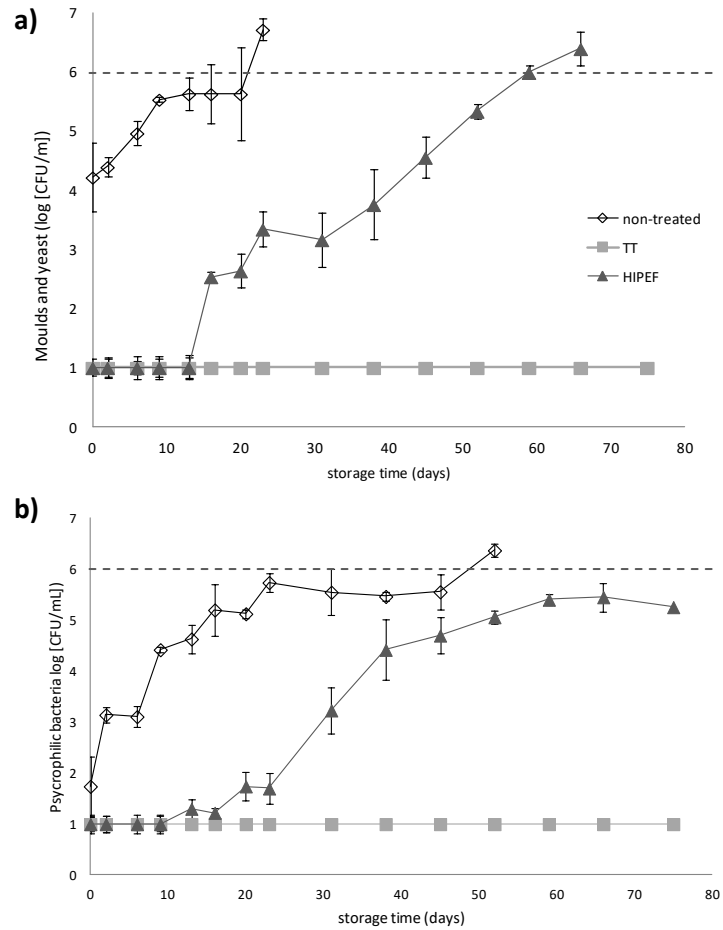 a)
7
6
5
4
3
2
1
0
Moulds and yeast (log [CFU/m])
0 10 20 30 40 50 60 70 80
storage time (days)
non-treated
TT
HIPEF
b)
7
6
5
4
3
2
1
0
Psycrophilic bacteria log [CFU/mL])
0 10 20 30 40 50 60 70 80
storage time (days)